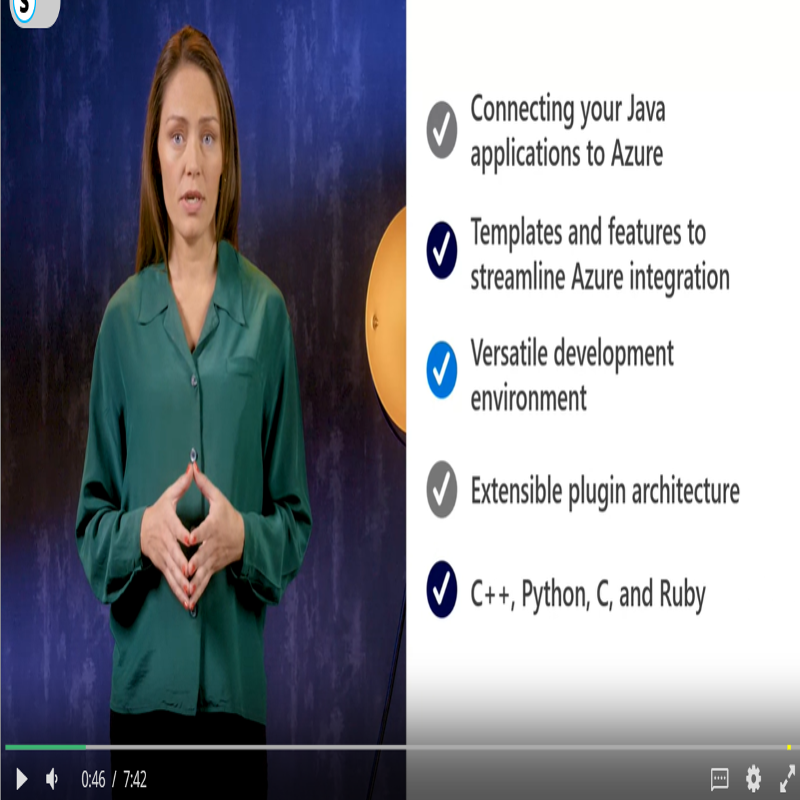 S
Connecting your Java
applications to Azure
Templates and features to
streamline Azure integration
Versatile development
environment
Extensible plugin architecture
C++, Python, C, and Ruby
0:46 / 7:42